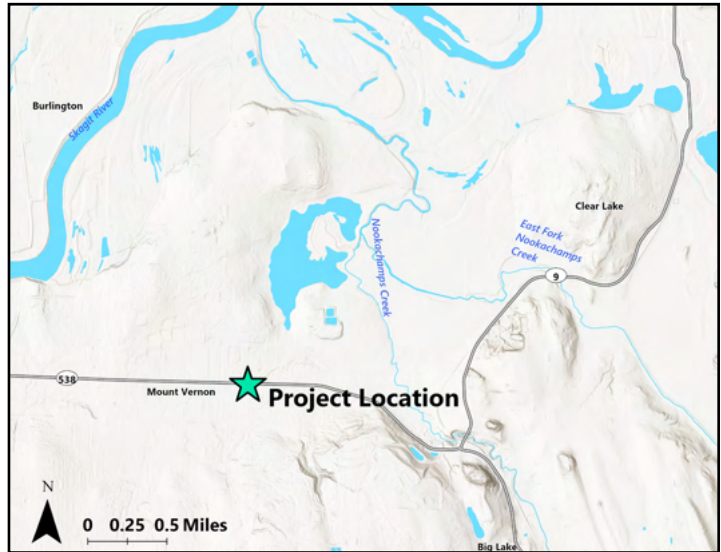 Burlington
Skagit River
Clear Lake
Nookachamps Creek
East Fork
Nookachamps
Creek
9
538
Mount Vernon
Project Location
N
0 0.25 0.5 Miles
Big Lake